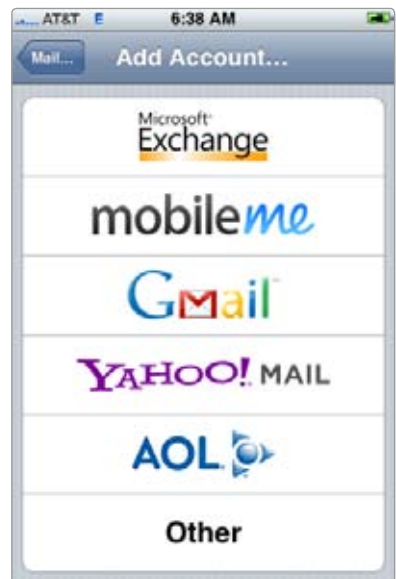 AT&T E 6:38 AM
Mail... Add Account...
Microsoft
Exchange
mobileme
Gmail
YAHOO! MAIL
AOL
Other